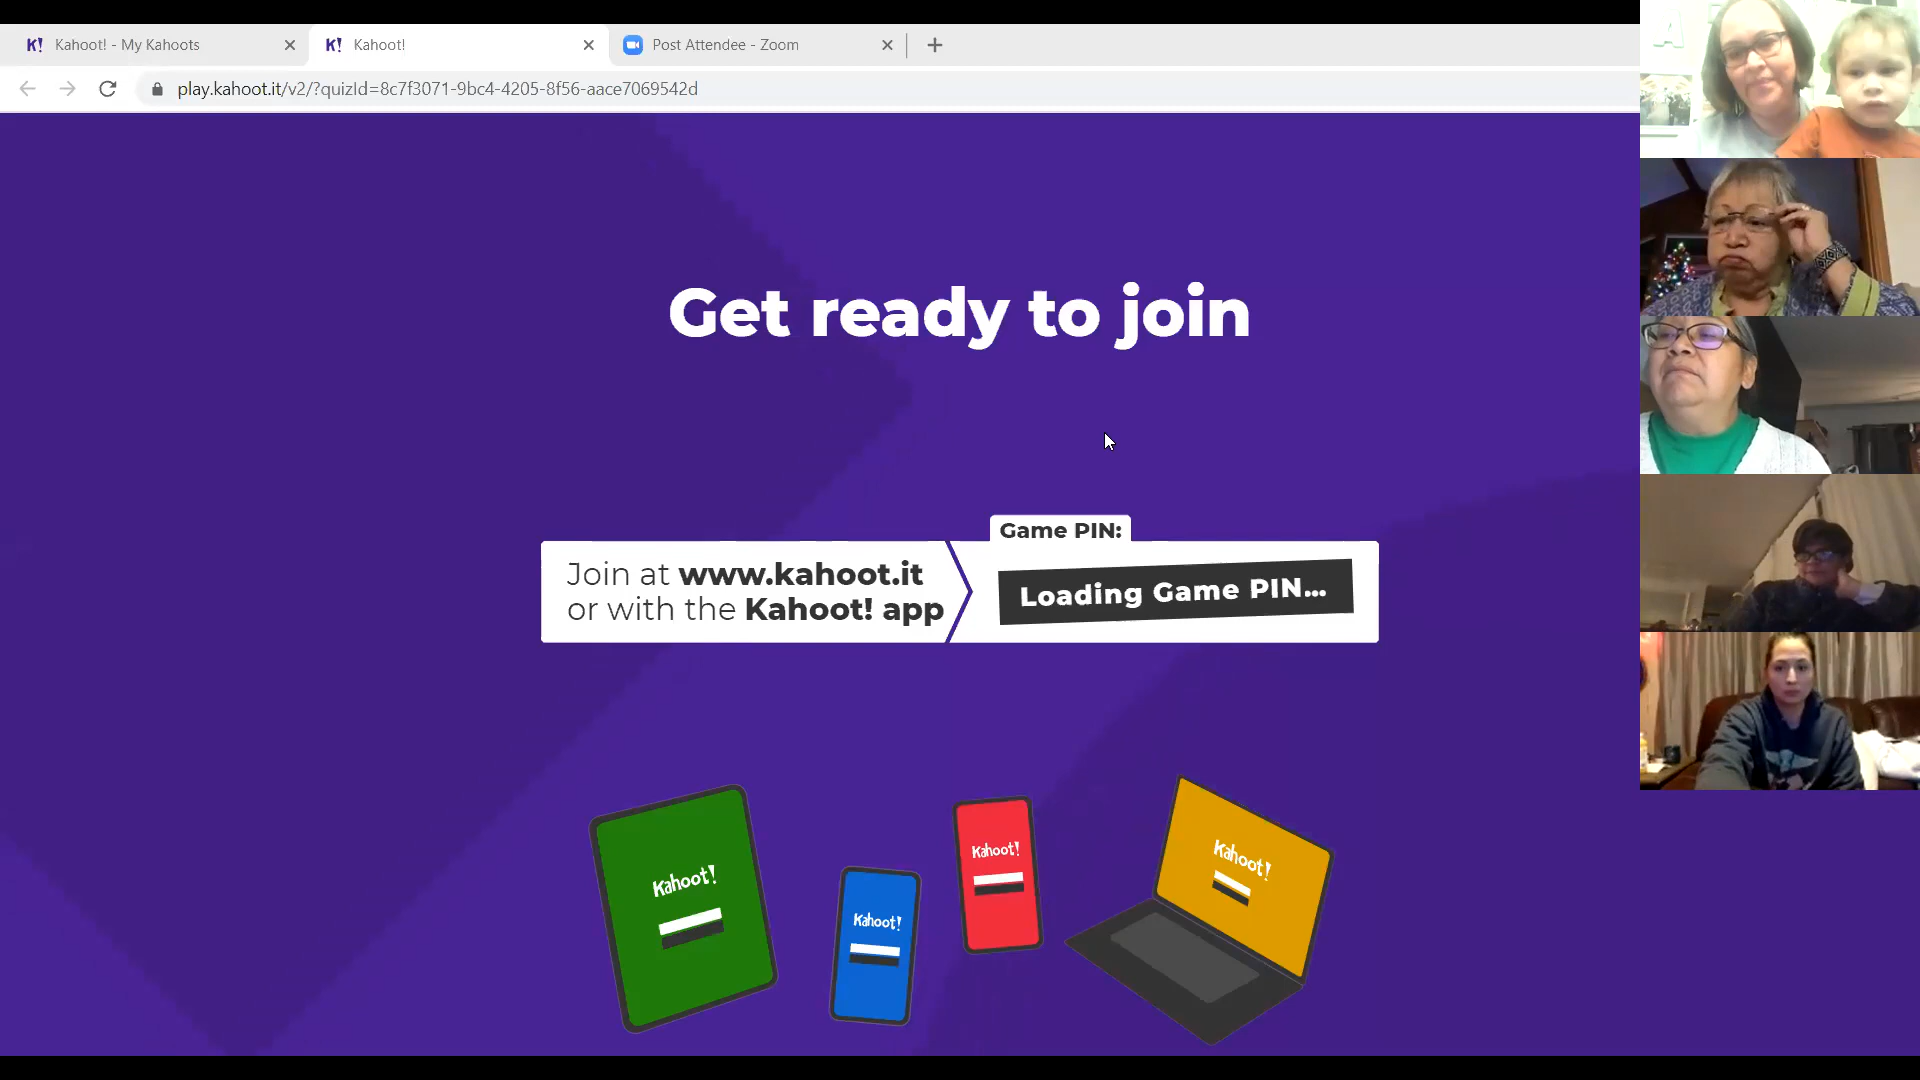 K! Kahoot! - My Kahoots
K! Kahoot!
Post Attendee - Zoom
play.kahoot.it/v2/?quizId=8c7f3071-9bc4-4205-8f56-aace7069542d
Get ready to join
Game PIN:
Join at www.kahoot.it
or with the Kahoot! app
Loading Game PIN...
Kahoot!
Kahoot!
Kahoot!
Kahoot!